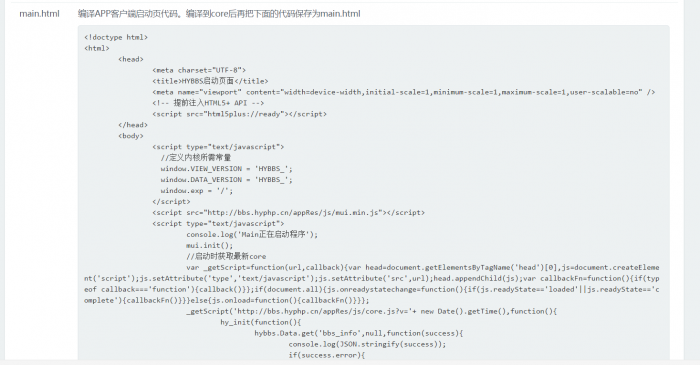 main.html 编译APP客户端启动页代码。编译到core后再把下面的代码保存为main.html
<!doctype html>
<html>
<head>
<meta charset="UTF-8">
<title>HYBBS启动页面</title>
<meta name="viewport" content="width=device-width,initial-scale=1,minimum-scale=1,maximum-scale=1,user-scalable=no" />
<!-- 提前注入HTML5+ API -->
<script src="html5plus://ready"></script>
</head>
<body>
<script type="text/javascript">
//定义内核所需常量
window.VIEW_VERSION = 'HYBBS_';
window.DATA_VERSION = 'HYBBS_';
window.exp = '/';
</script>
<script src="http://bbs.hyphp.cn/appRes/js/mui.min.js"></script>
<script type="text/javascript">
console.log('Main正在启动程序');
mui.init();
//启动时获取最新core
var _getScript=function(url,callback){var head=document.getElementsByTagName('head')[0],js=document.createEleme
nt('script');js.setAttribute('type','text/javascript');js.setAttribute('src',url);head.appendChild(js);var callbackFn=function(){if(typ
eof callback==='function'){callback()}};if(document.all){js.onreadystatechange=function(){if(js.readyState=='loaded'||js.readyState=='c
omplete'){callbackFn()}}}else{js.onload=function(){callbackFn()}}};
_getScript('http://bbs.hyphp.cn/appRes/js/core.js?v='+ new Date().getTime(),function(){
hy_init(function(){
hybbs.Data.get('bbs_info',null,function(success){
console.log(JSON.stringify(success));
if(success.error){